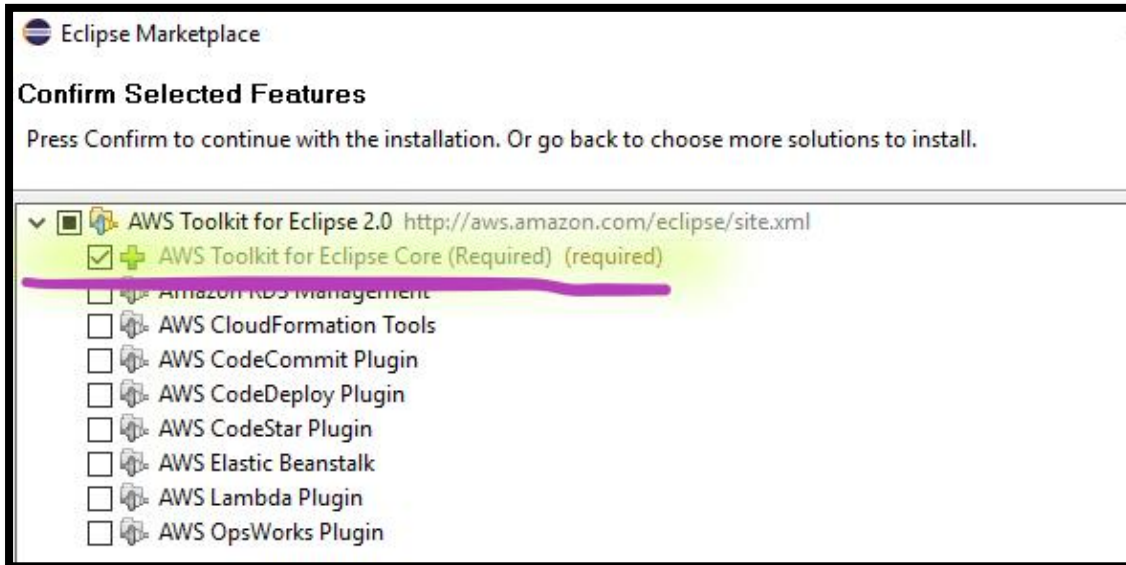 Eclipse Marketplace
Confirm Selected Features
Press Confirm to continue with the installation. Or go back to choose more solutions to install.
AWS Toolkit for Eclipse 2.0 http://aws.amazon.com/eclipse/site.xml
AWS Toolkit for Eclipse Core (Required) (required)
Amazon RDS Management
AWS CloudFormation Tools
AWS CodeCommit Plugin
AWS CodeDeploy Plugin
AWS CodeStar Plugin
AWS Elastic Beanstalk
AWS Lambda Plugin
AWS OpsWorks Plugin